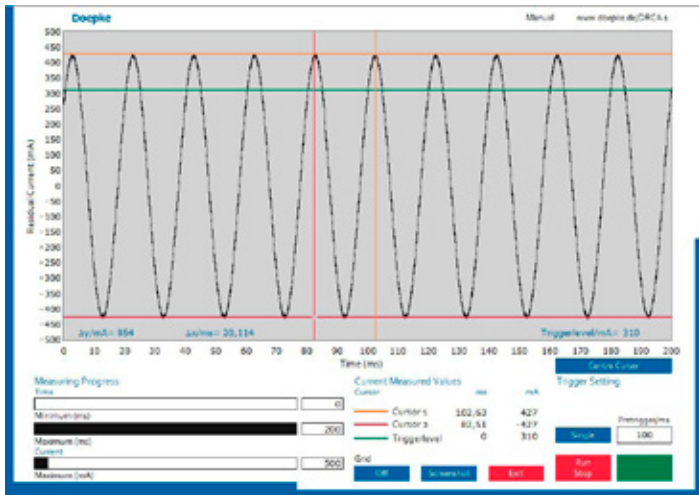 Doepke
Manual
www.doepke.de/DRCA.s
Residual Current (mA)
500
450
400
350
300
250
200
150
100
50
0
-50
-100
-150
-200
-250
-300
-350
-400
-450
-500
Δy/mA= 854
Δx/ms= 20,114
Triggerlevel/mA= 310
0 10 20 30 40 50 60 70 80 90 100 110 120 130 140 150 160 170 180 190 200
Time (ms)
Centre Cursor
Measuring Progress
Time
0
Minimum (ms)
200
Maximum (ms)
Current
500
Maximum (mA)
Current Measured Values
Cursor ms mA
Cursor 1 102,63 427
Cursor 2 82,51 -427
Triggerlevel 0 310
Grid
Off
Screenshot
Exit
Trigger Setting
Pretrigger/ms
Single
100
Run
Stop